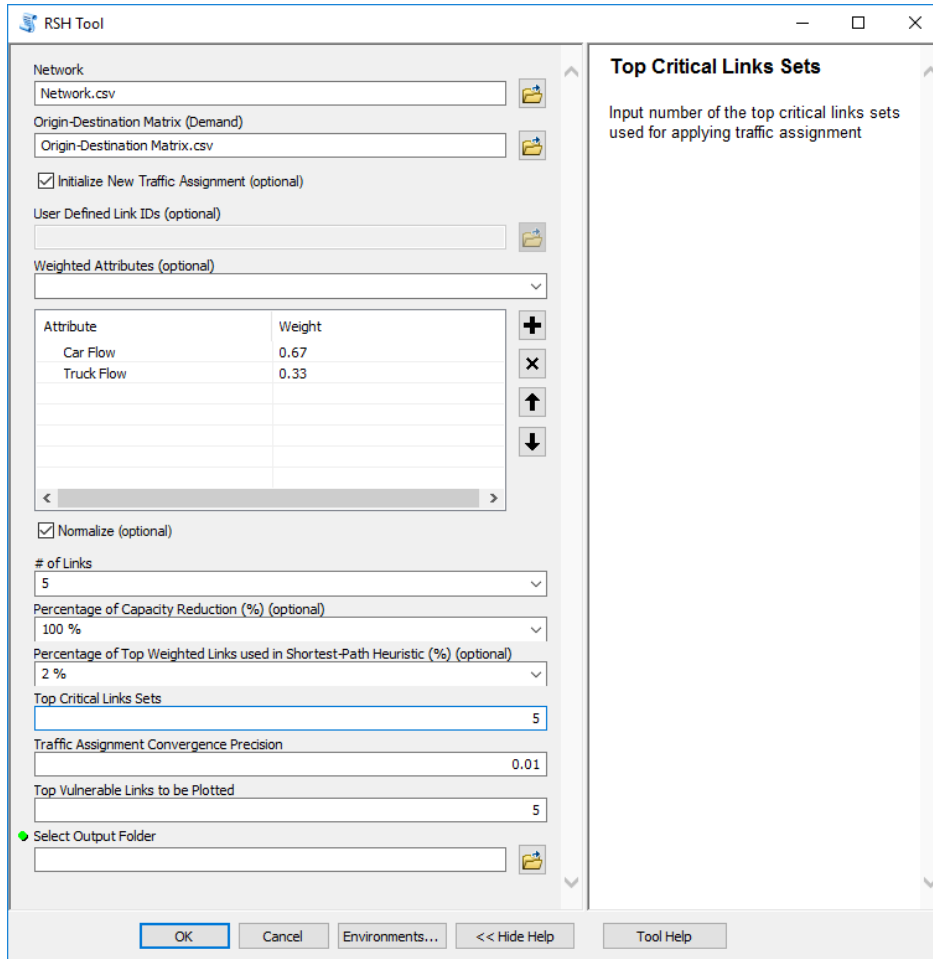 RSH Tool
Network
Network.csv
Origin-Destination Matrix (Demand)
Origin-Destination Matrix.csv
Initialize New Traffic Assignment (optional)
User Defined Link IDs (optional)
Weighted Attributes (optional)
Attribute Weight
Car Flow 0.67
Truck Flow 0.33
Normalize (optional)
# of Links
5
Percentage of Capacity Reduction (%) (optional)
100 %
Percentage of Top Weighted Links used in Shortest-Path Heuristic (%) (optional)
2 %
Top Critical Links Sets
5
Traffic Assignment Convergence Precision
0.01
Top Vulnerable Links to be Plotted
5
Select Output Folder
Top Critical Links Sets
Input number of the top critical links sets
used for applying traffic assignment
OK Cancel Environments... << Hide Help Tool Help